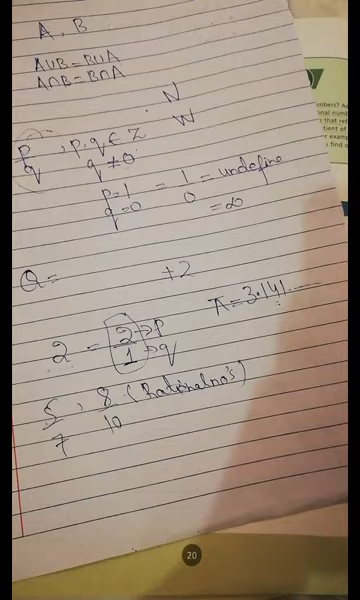 A, B
A∪B = B∪A
A∩B = B∩A
N
W
p/q, p, q ∈ Z
q ≠ 0
p=1
q=0
= 1/0 = undefine
= ∞
Q=
+2
π = 3.141.....
2 = 2/1 → p → q
5/7, 8/10 (Rational no's)
20